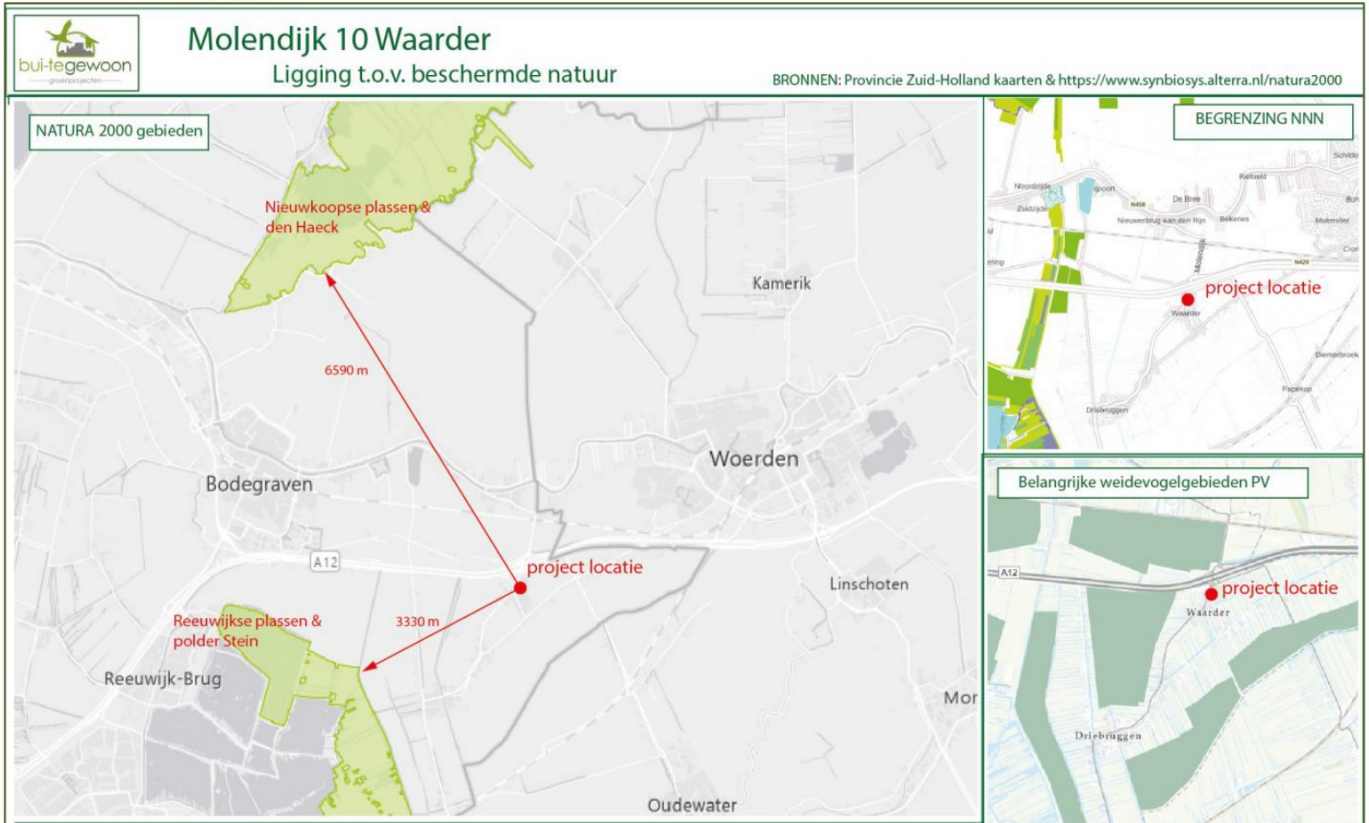 bui-tegewoon
groenprojecten
Molendijk 10 Waarder
Ligging t.o.v. beschermde natuur
BRONNEN: Provincie Zuid-Holland kaarten & https://www.synbiosys.alterra.nl/natura2000
NATURA 2000 gebieden
Nieuwkoopse plassen &
den Haeck
Kamerik
6590 m
Woerden
Bodegraven
A12
project locatie
Linschoten
Reeuwijkse plassen &
polder Stein
3330 m
Reeuwijk-Brug
Mor
Oudewater
BEGRENZING NNN
Noordzijde
Zuidzijde
De Bree
Rietveld
N458
Nieuwerbrug aan den Rijn
Bekenes
Molenvliet
Molendijk
N420
project locatie
Waarder
Diemerbroek
Papekop
Driebruggen
Belangrijke weidevogelgebieden PV
A12
project locatie
Waarder
Driebruggen